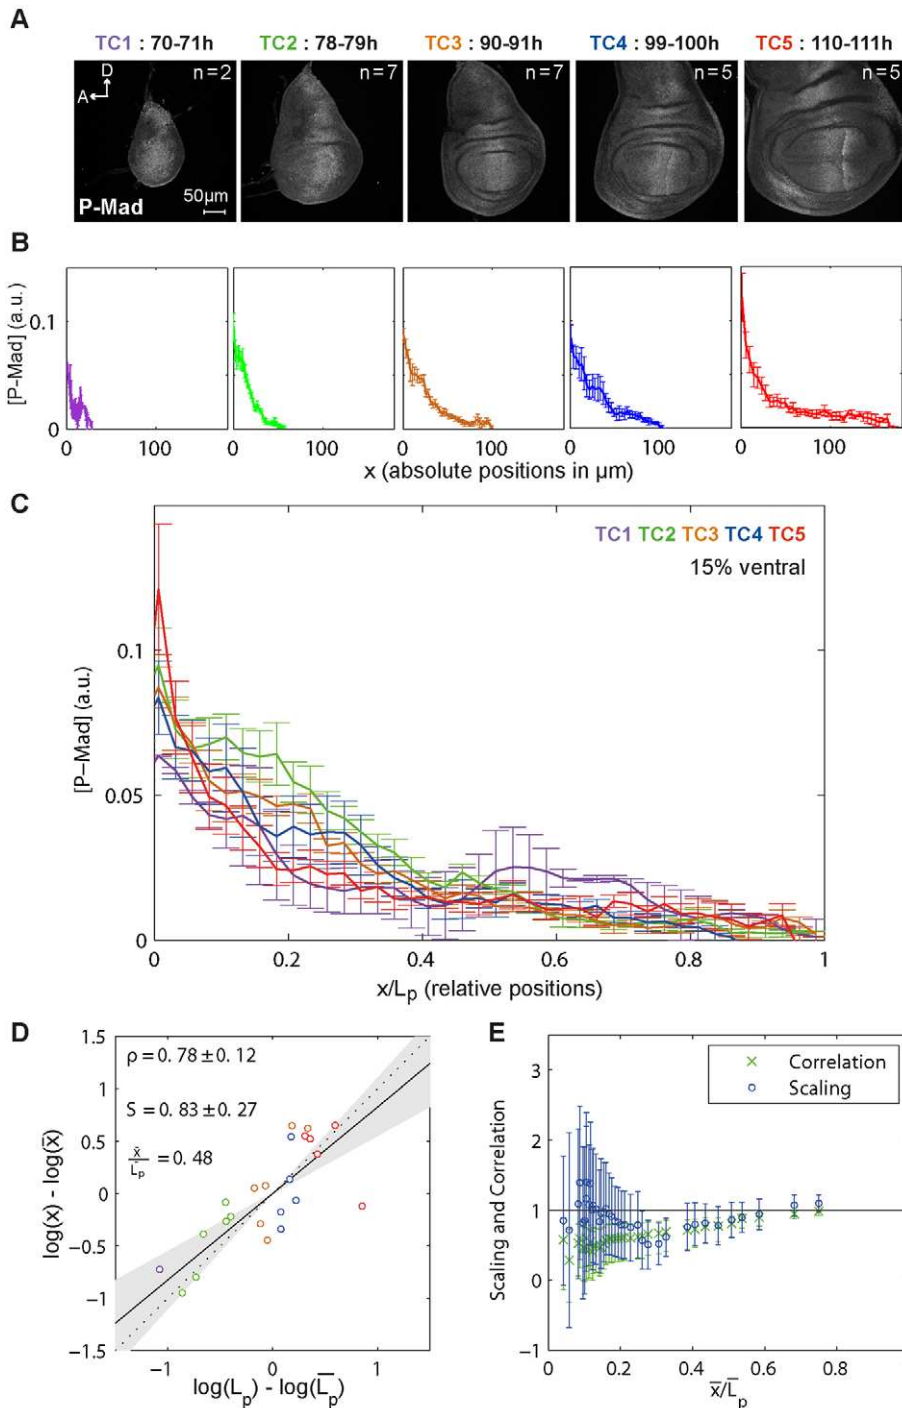 A
TC1 : 70-71h
TC2 : 78-79h
TC3 : 90-91h
TC4 : 99-100h
TC5 : 110-111h
D
A
n=2
n=7
n=7
n=5
n=5
P-Mad
50μm
B
[P-Mad] (a.u.)
0.1
0
0 100
0 100
0 100
0 100
0 100
x (absolute positions in μm)
C
TC1 TC2 TC3 TC4 TC5
15% ventral
[P-Mad] (a.u.)
0.1
0.05
0
0 0.2 0.4 0.6 0.8 1
x/Lp (relative positions)
D
log(x) - log(x̄)
1.5
1
0.5
0
-0.5
-1
-1.5
ρ=0.78±0.12
S=0.83±0.27
x̄/L̄p=0.48
-1 0 1
log(Lp) - log(L̄p)
E
Scaling and Correlation
3
2
1
0
-1
Correlation
Scaling
0 0.2 0.4 0.6 0.8
x̄/L̄p